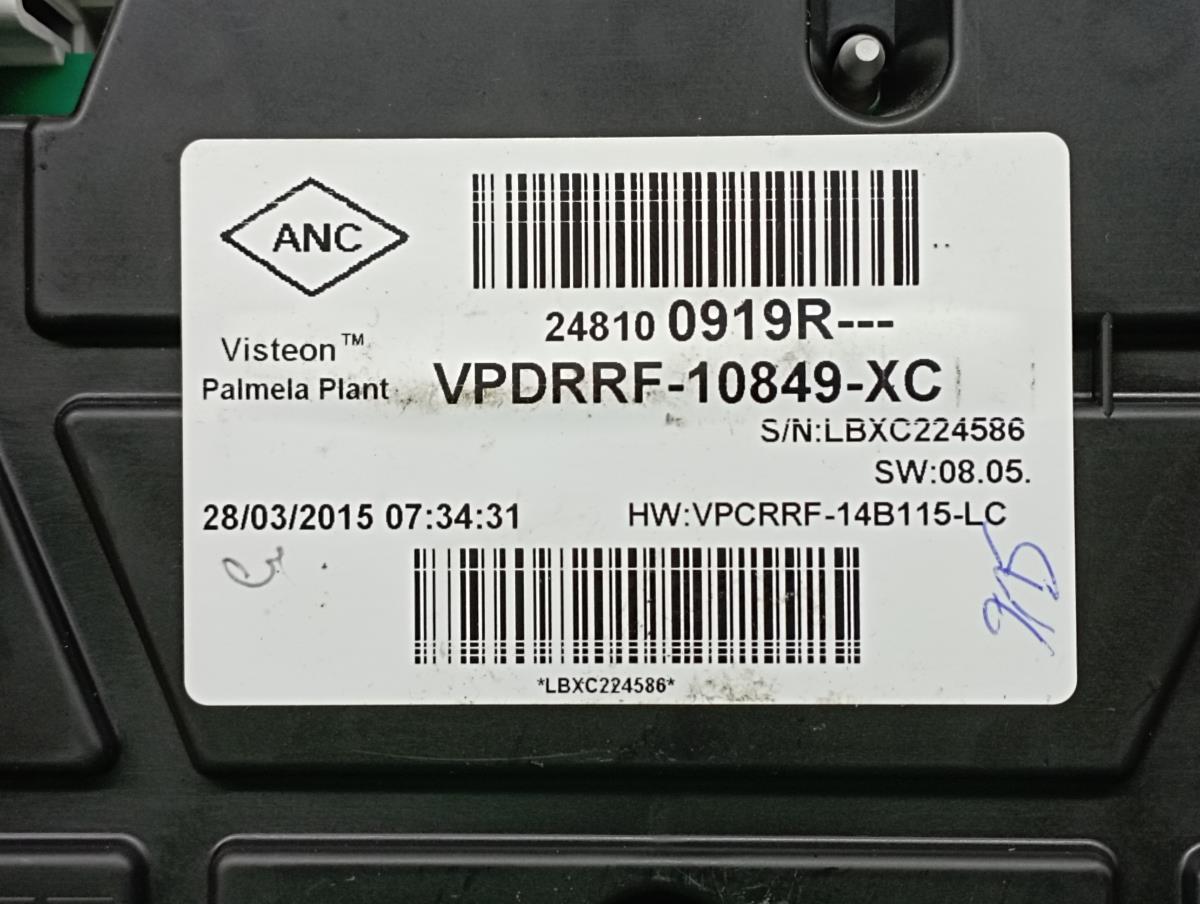 ANC
24810 0919R---
Visteon™
Palmela Plant
VPDRRF-10849-XC
S/N:LBXC224586
SW:08.05.
28/03/2015 07:34:31
HW:VPCRRF-14B115-LC
*LBXC224586*